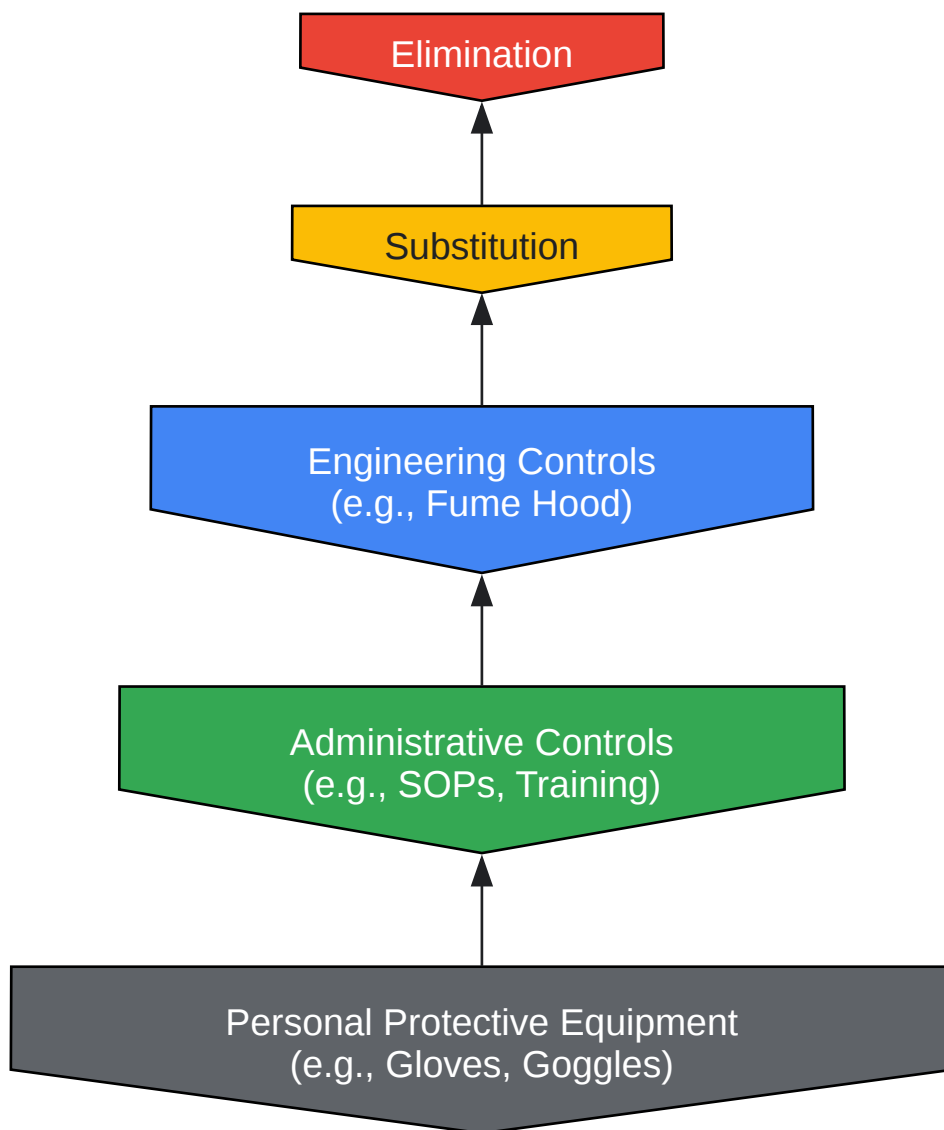 Elimination
Substitution
Engineering Controls
(e.g., Fume Hood)
Administrative Controls
(e.g., SOPs, Training)
Personal Protective Equipment
(e.g., Gloves, Goggles)